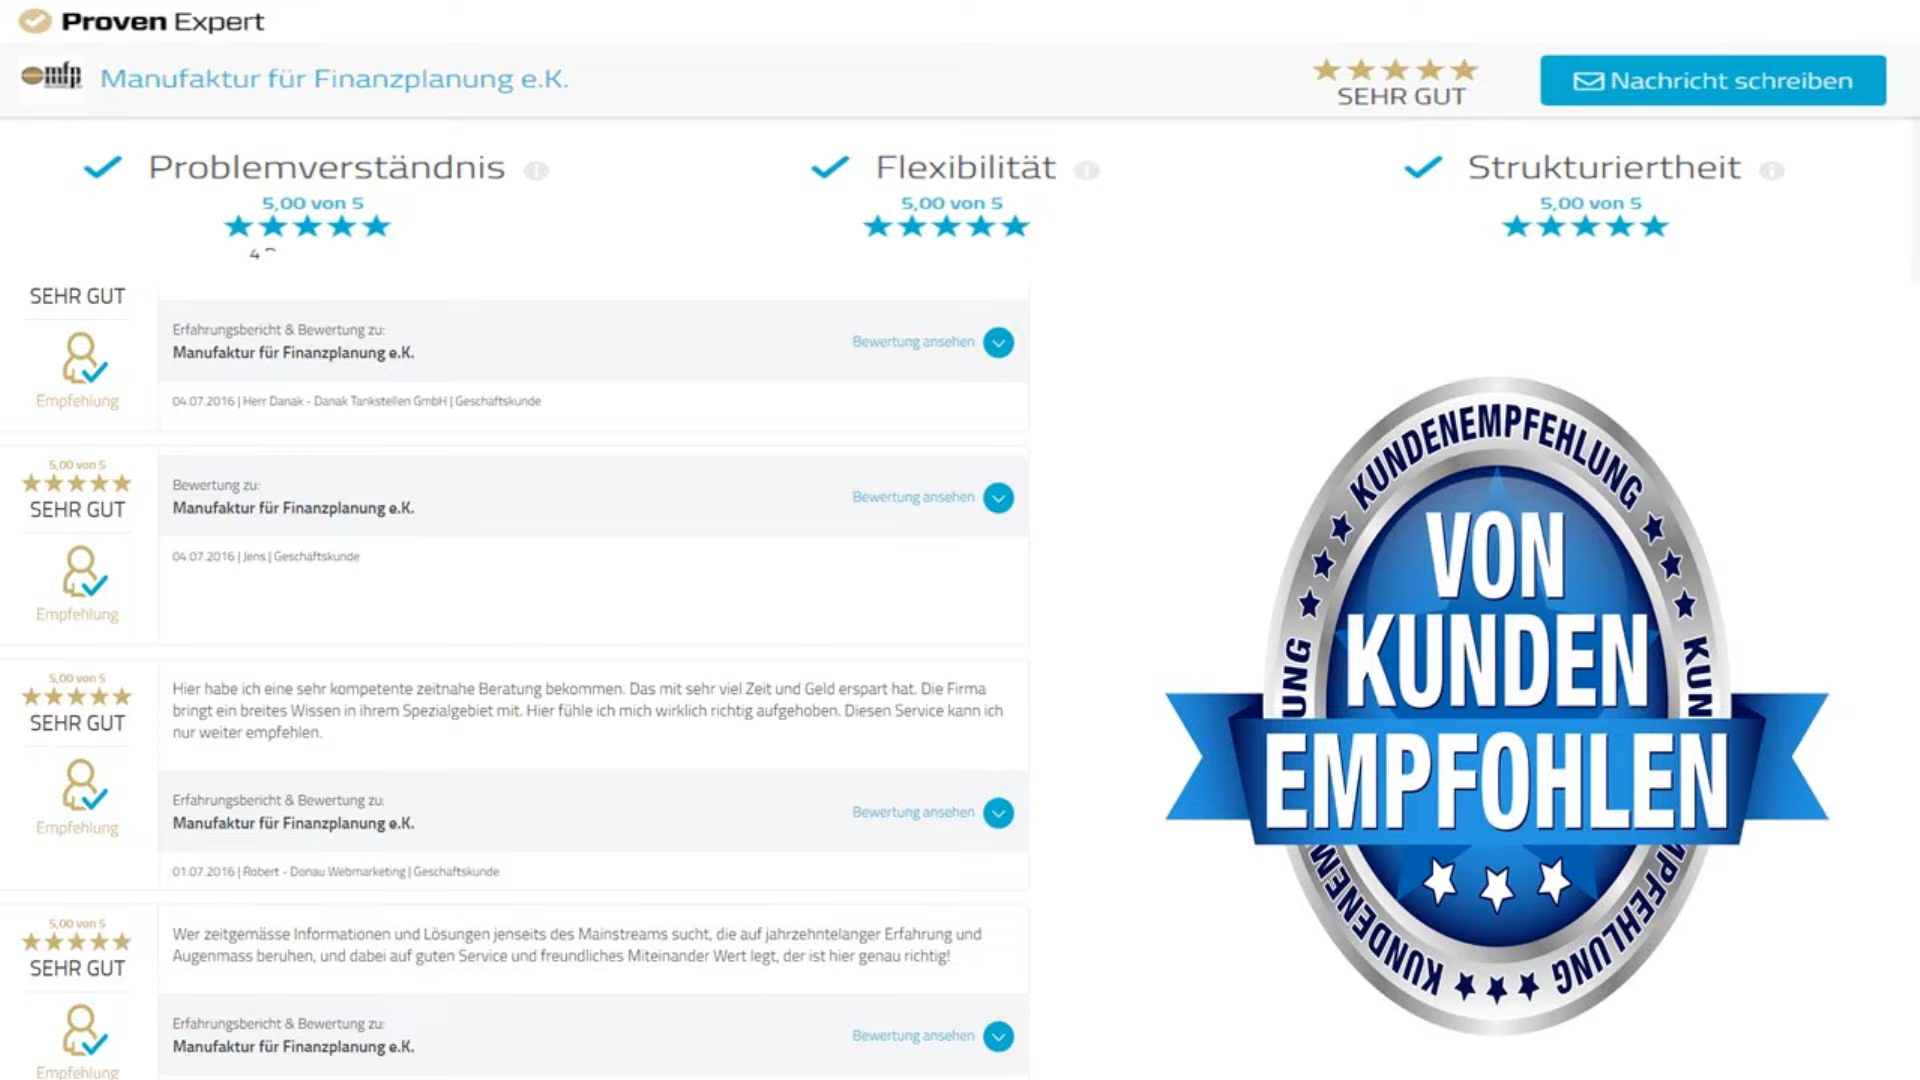 Proven Expert
mfp Manufaktur für Finanzplanung e.K.
SEHR GUT
Nachricht schreiben
Problemverständnis
5,00 von 5
Flexibilität
5,00 von 5
Strukturiertheit
5,00 von 5
4
SEHR GUT
Empfehlung
Erfahrungsbericht & Bewertung zu:
Manufaktur für Finanzplanung e.K.
Bewertung ansehen
04.07.2016 | Herr Danak - Danak Tankstellen GmbH | Geschäftskunde
5,00 von 5
SEHR GUT
Empfehlung
Bewertung zu:
Manufaktur für Finanzplanung e.K.
Bewertung ansehen
04.07.2016 | Jens | Geschäftskunde
5,00 von 5
SEHR GUT
Empfehlung
Hier habe ich eine sehr kompetente zeitnahe Beratung bekommen. Das mit sehr viel Zeit und Geld erspart hat. Die Firma
bringt ein breites Wissen in ihrem Spezialgebiet mit. Hier fühle ich mich wirklich richtig aufgehoben. Diesen Service kann ich
nur weiter empfehlen.
Erfahrungsbericht & Bewertung zu:
Manufaktur für Finanzplanung e.K.
Bewertung ansehen
01.07.2016 | Robert - Donau Webmarketing | Geschäftskunde
5,00 von 5
SEHR GUT
Empfehlung
Wer zeitgemässe Informationen und Lösungen jenseits des Mainstreams sucht, die auf jahrzehntelanger Erfahrung und
Augenmass beruhen, und dabei auf guten Service und freundliches Miteinander Wert legt, der ist hier genau richtig!
Erfahrungsbericht & Bewertung zu:
Manufaktur für Finanzplanung e.K.
Bewertung ansehen
KUNDENEMPFEHLUNG
VON
KUNDEN
EMPFOHLEN
UNG
KUN
KUNDENEM
PFEHLUNG